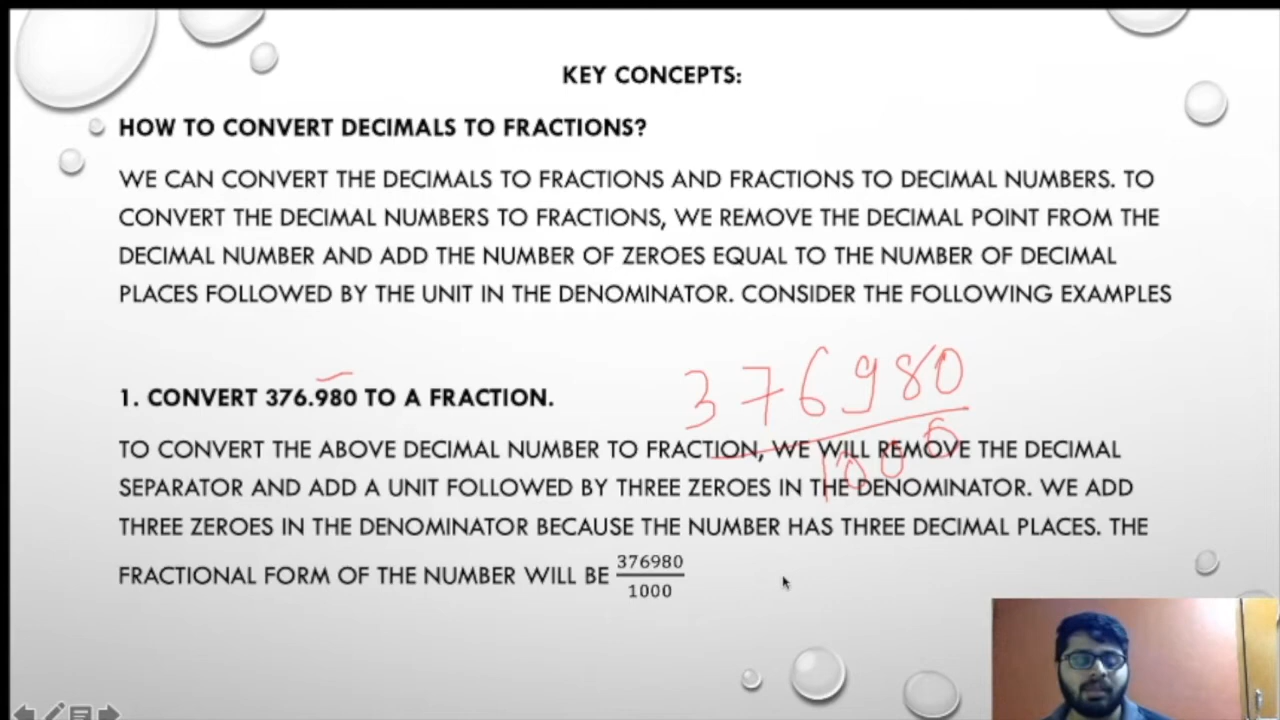 KEY CONCEPTS:
HOW TO CONVERT DECIMALS TO FRACTIONS?
WE CAN CONVERT THE DECIMALS TO FRACTIONS AND FRACTIONS TO DECIMAL NUMBERS. TO
CONVERT THE DECIMAL NUMBERS TO FRACTIONS, WE REMOVE THE DECIMAL POINT FROM THE
DECIMAL NUMBER AND ADD THE NUMBER OF ZEROES EQUAL TO THE NUMBER OF DECIMAL
PLACES FOLLOWED BY THE UNIT IN THE DENOMINATOR. CONSIDER THE FOLLOWING EXAMPLES
376980
1. CONVERT 376.980 TO A FRACTION.
1000
TO CONVERT THE ABOVE DECIMAL NUMBER TO FRACTION, WE WILL REMOVE THE DECIMAL
SEPARATOR AND ADD A UNIT FOLLOWED BY THREE ZEROES IN THE DENOMINATOR. WE ADD
THREE ZEROES IN THE DENOMINATOR BECAUSE THE NUMBER HAS THREE DECIMAL PLACES. THE
FRACTIONAL FORM OF THE NUMBER WILL BE 376980/1000